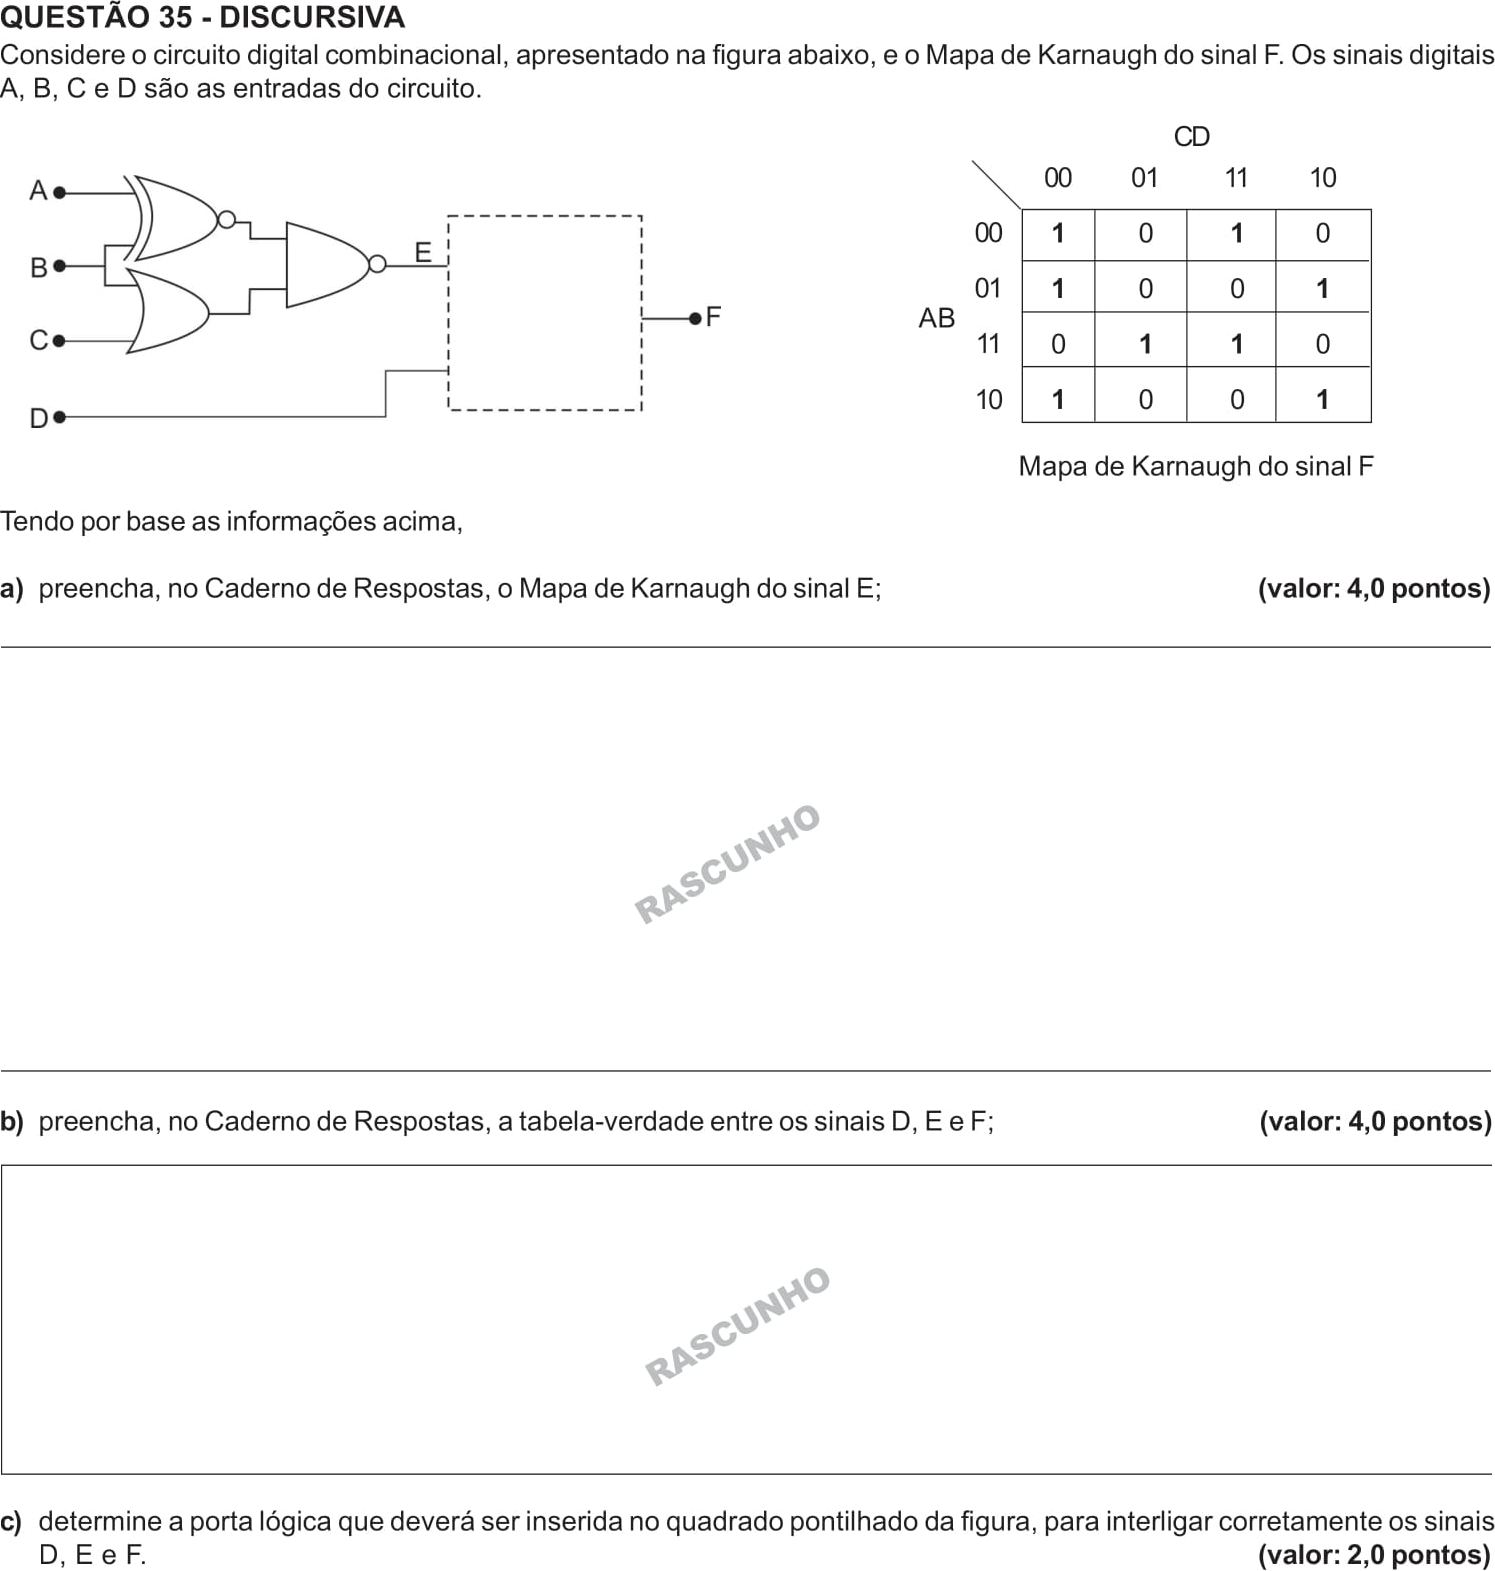 QUESTÃO 35 - DISCURSIVA
Considere o circuito digital combinacional, apresentado na figura abaixo, e o Mapa de Karnaugh do sinal F. Os sinais digitais
A, B, C e D são as entradas do circuito.
A
B
C
D
E
F
CD
00 01 11 10
00 1 0 1 0
01 1 0 0 1
AB
11 0 1 1 0
10 1 0 0 1
Mapa de Karnaugh do sinal F
Tendo por base as informações acima,
a) preencha, no Caderno de Respostas, o Mapa de Karnaugh do sinal E; (valor: 4,0 pontos)
RASCUNHO
b) preencha, no Caderno de Respostas, a tabela-verdade entre os sinais D, E e F; (valor: 4,0 pontos)
RASCUNHO
c) determine a porta lógica que deverá ser inserida no quadrado pontilhado da figura, para interligar corretamente os sinais
D, E e F. (valor: 2,0 pontos)